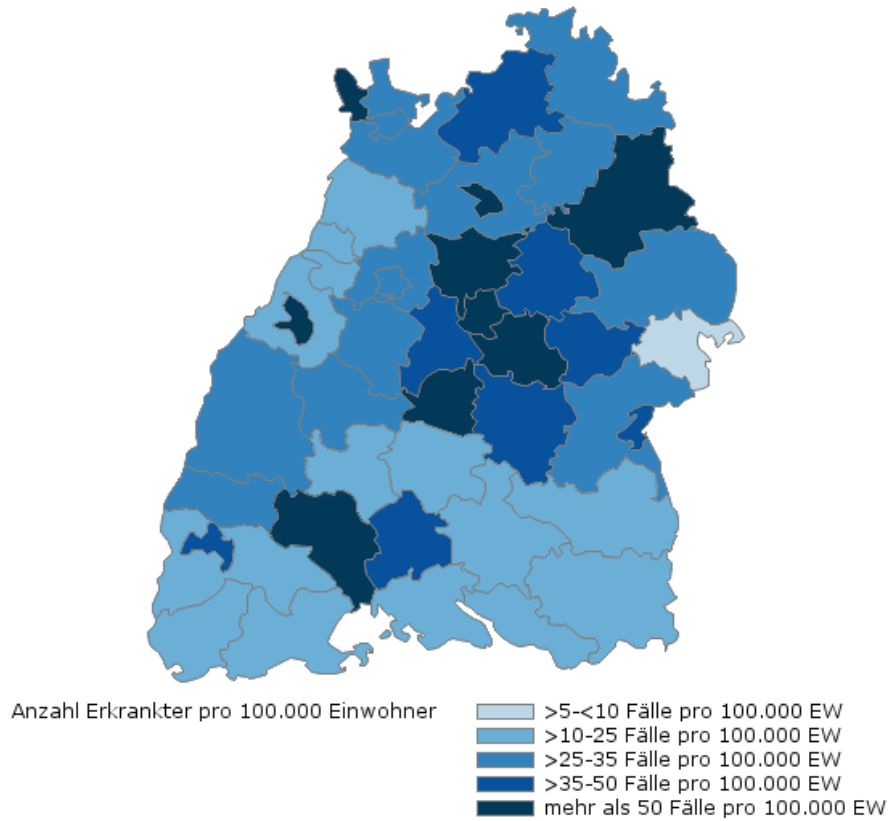 Anzahl Erkrankter pro 100.000 Einwohner
>5-<10 Fälle pro 100.000 EW
>10-25 Fälle pro 100.000 EW
>25-35 Fälle pro 100.000 EW
>35-50 Fälle pro 100.000 EW
mehr als 50 Fälle pro 100.000 EW